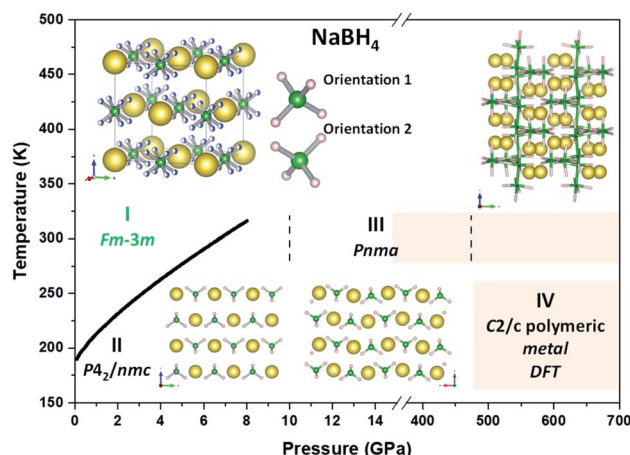 NaBH4
Orientation 1
Orientation 2
Temperature (K)
500
450
400
350
300
250
200
150
I
Fm-3m
III
Pnma
II
P42/nmc
IV
C2/c polymeric
metal
DFT
0 2 4 6 8 10 12 14 400 500 600 700
Pressure (GPa)